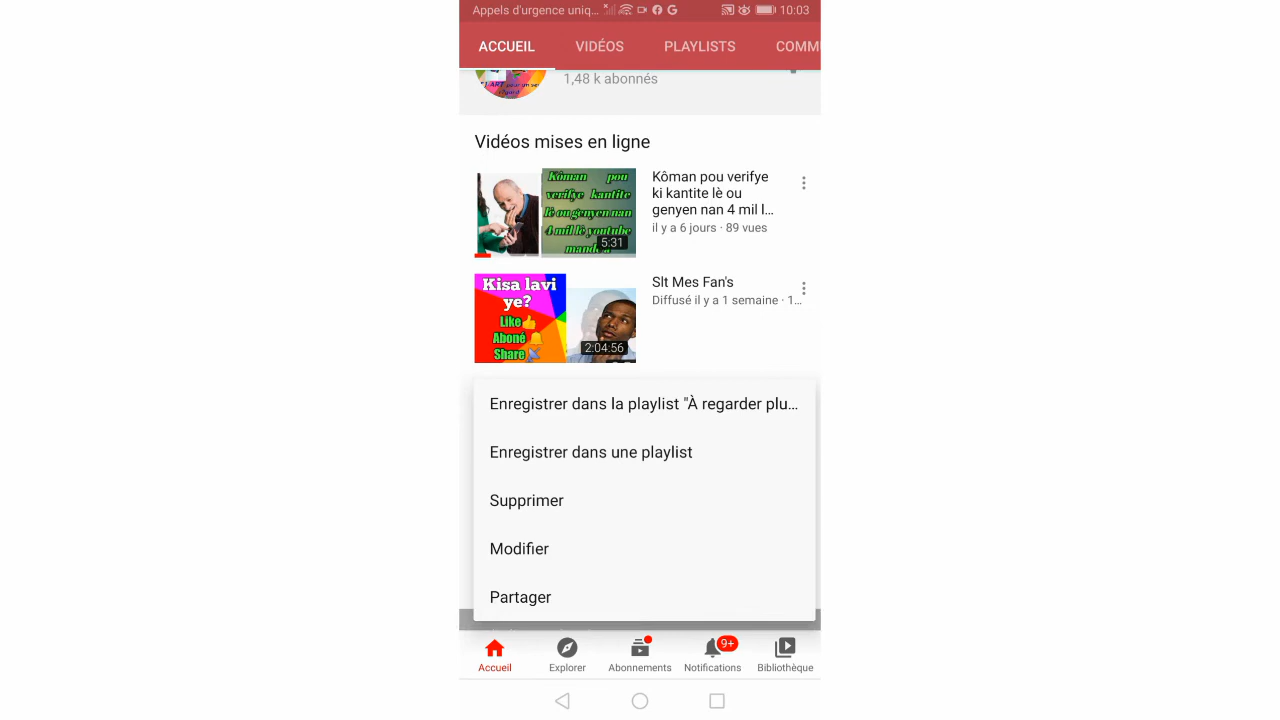 Appels d'urgence uniq... 10:03
ACCUEIL VIDÉOS PLAYLISTS COMMU
1,48 k abonnés
Vidéos mises en ligne
Kôman pou
verifye kantite
lè ou genyen nan
4 mil lè youtube
5:31
Kôman pou verifye
ki kantite lè ou
genyen nan 4 mil l...
il y a 6 jours · 89 vues
Kisa lavi
ye?
Like
Aboné
Share
2:04:56
Slt Mes Fan's
Diffusé il y a 1 semaine · 1...
Enregistrer dans la playlist "À regarder plu...
Enregistrer dans une playlist
Supprimer
Modifier
Partager
9+
Accueil Explorer Abonnements Notifications Bibliothèque